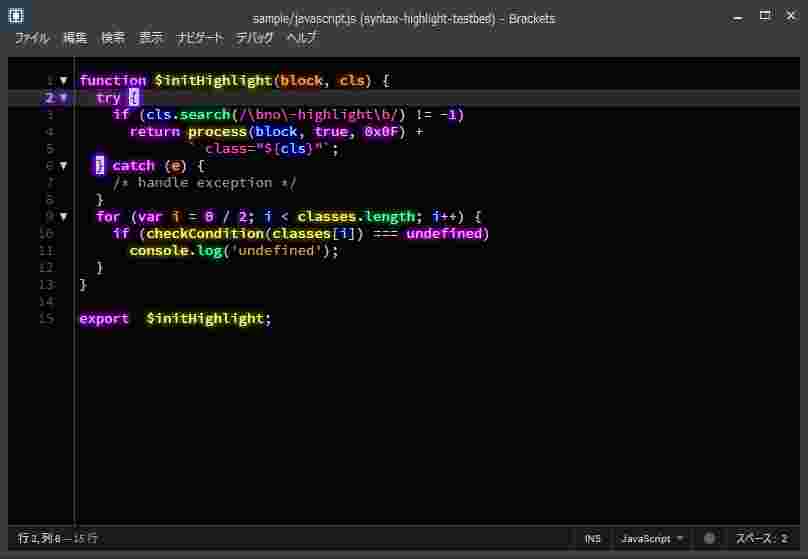 sample/javascript.js (syntax-highlight-testbed) - Brackets
ファイル 編集 検索 表示 ナビゲート デバッグ ヘルプ
1 ▼ function $initHighlight(block, cls) {
2 ▼ try {
3 if (cls.search(/\bno\-highlight\b/) != -1)
4 return process(block, true, 0x0F) +
5 ` class="${cls}"`;
6 ▼ } catch (e) {
7 /* handle exception */
8 }
9 ▼ for (var i = 0 / 2; i < classes.length; i++) {
10 if (checkCondition(classes[i]) === undefined)
11 console.log('undefined');
12 }
13 }
14
15 export $initHighlight;
行 2, 列 6 — 15 行 INS JavaScript スペース: 2